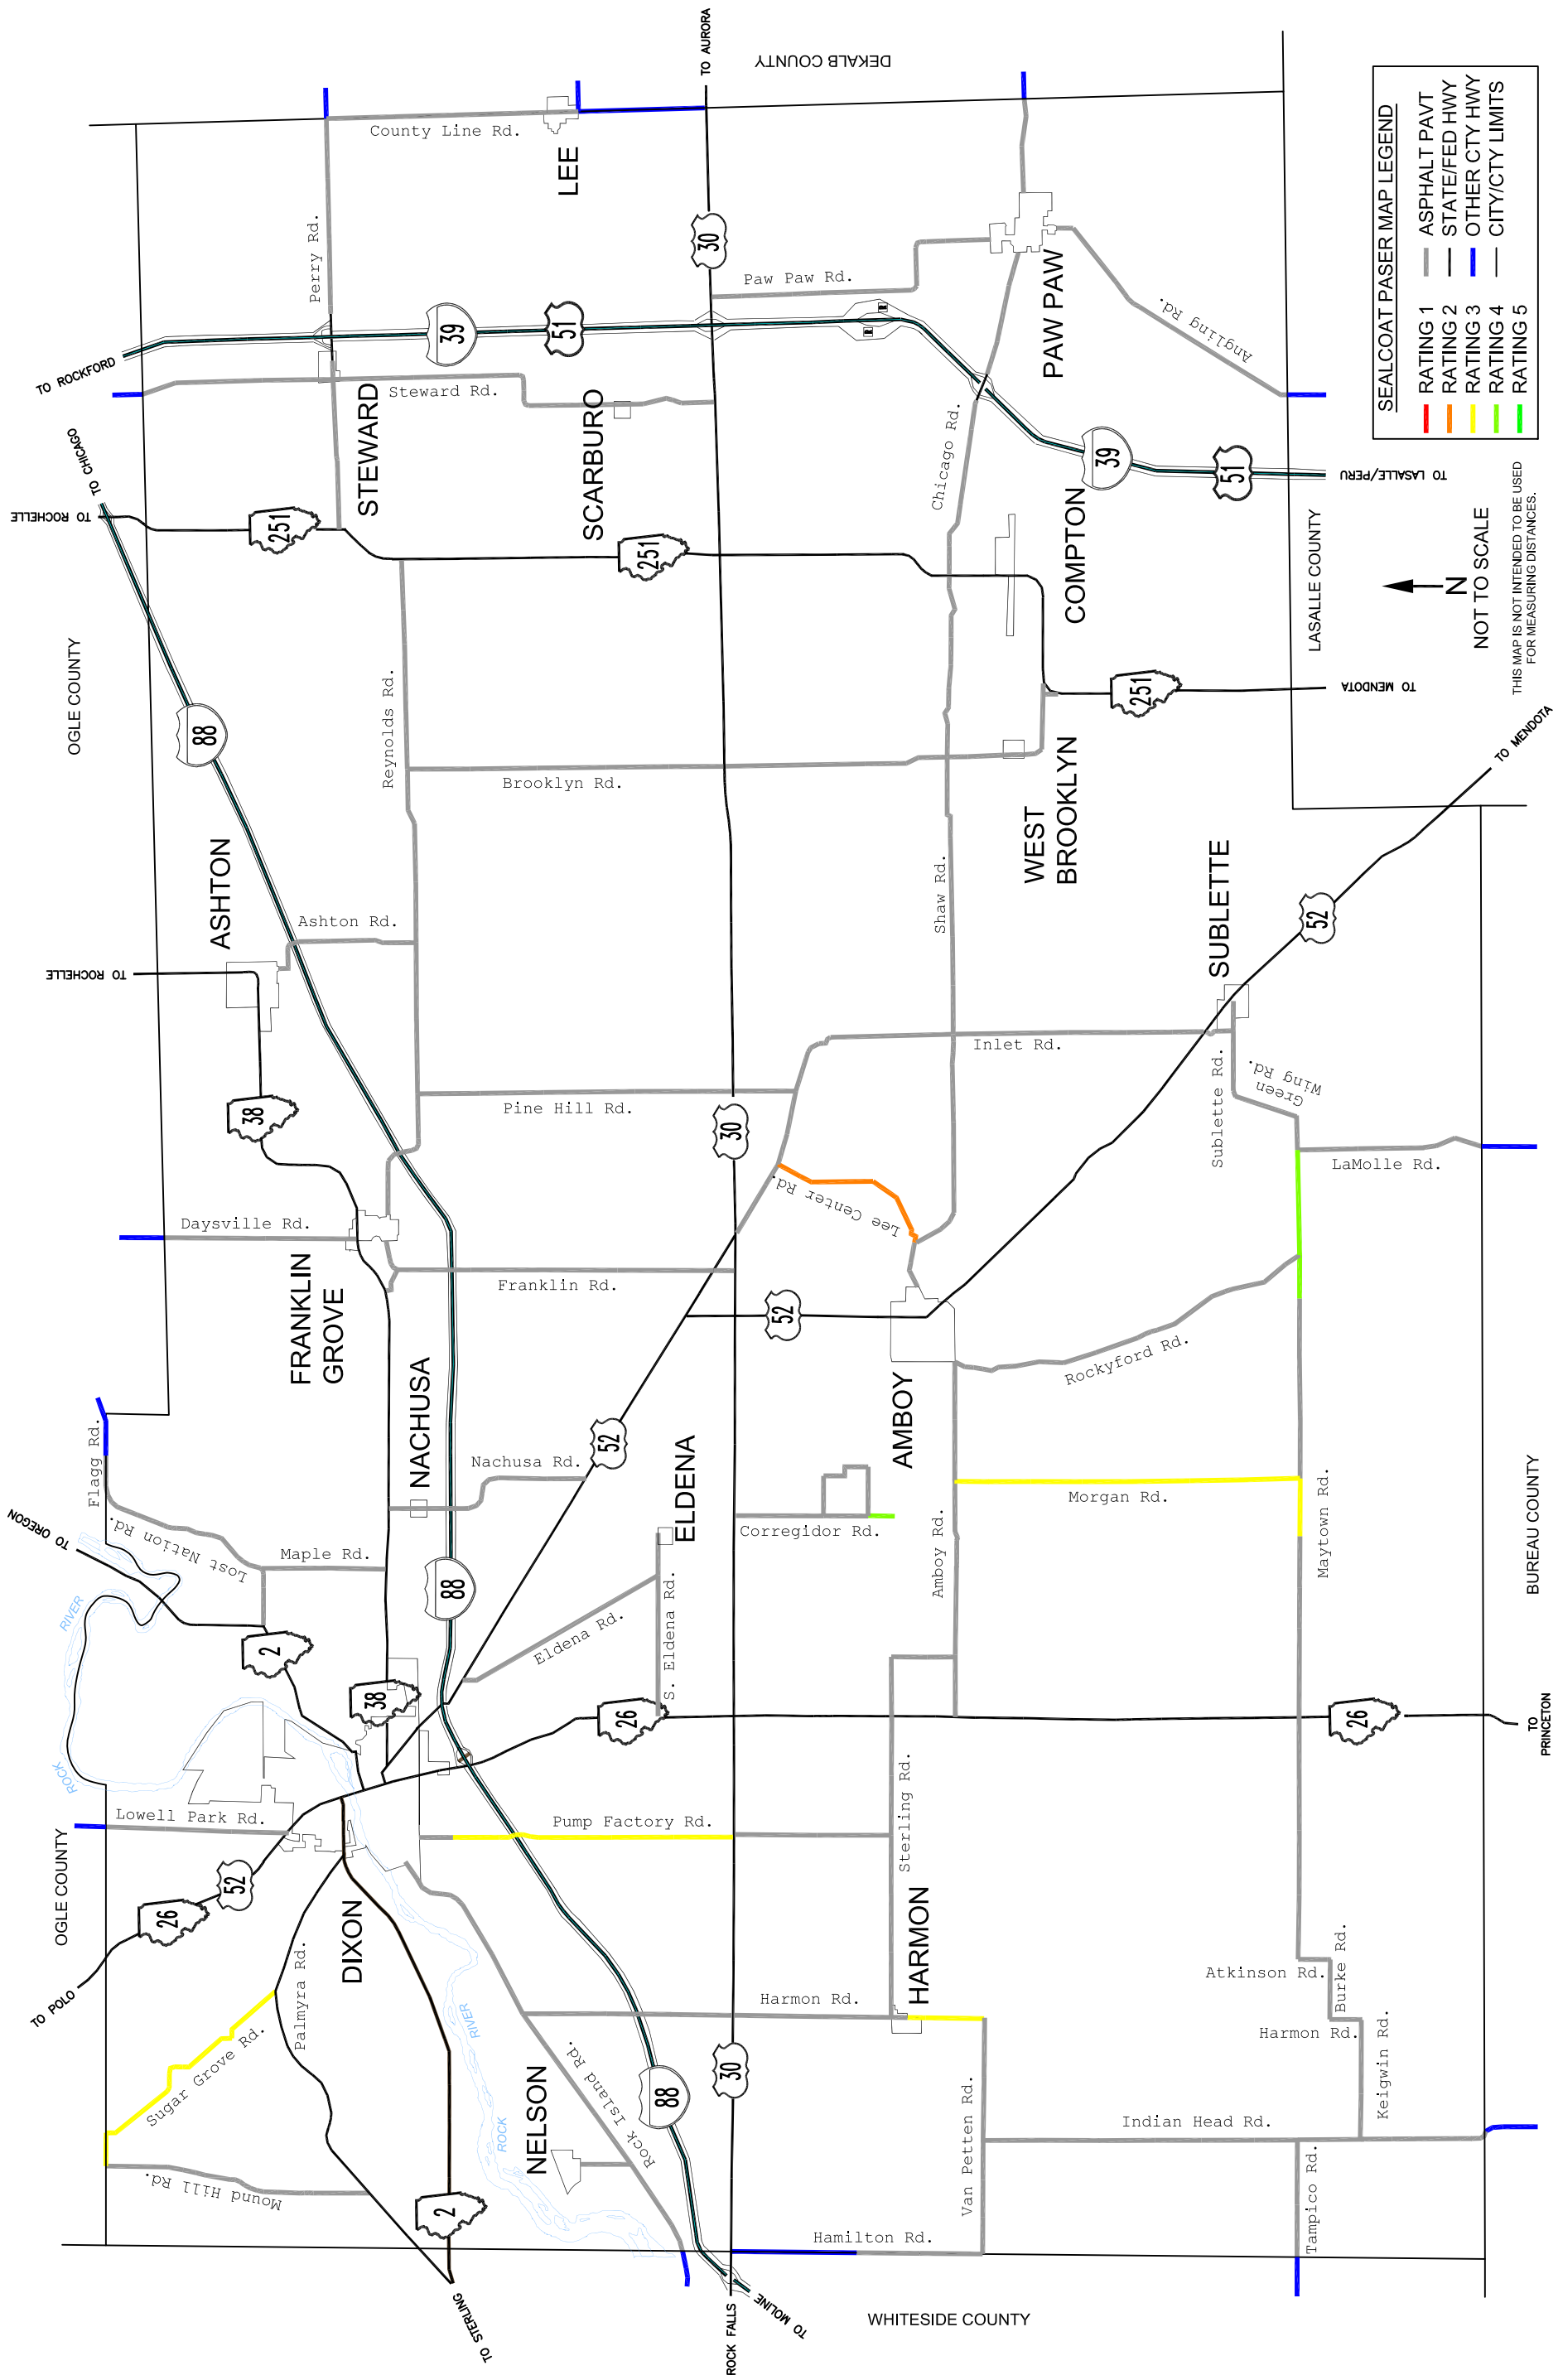 TO AURORA
DEKALB COUNTY
County Line Rd.
LEE
Perry Rd.
30
Paw Paw Rd.
PAW PAW
Angling Rd.
TO ROCKFORD
39
51
Steward Rd.
STEWARD
SCARBURO
Chicago Rd.
39
51
TO LASALLE/PERU
TO CHICAGO
TO ROCHELLE
251
251
COMPTON
LASALLE COUNTY
OGLE COUNTY
88
Reynolds Rd.
Brooklyn Rd.
WEST
BROOKLYN
251
TO MENDOTA
TO MENDOTA
ASHTON
Ashton Rd.
TO ROCHELLE
Shaw Rd.
SUBLETTE
52
38
Inlet Rd.
Sublette Rd.
Green
Wing Rd.
Pine Hill Rd.
30
Lee Center Rd.
LaMolle Rd.
Daysville Rd.
FRANKLIN
GROVE
Franklin Rd.
52
Rockyford Rd.
NACHUSA
Nachusa Rd.
52
ELDENA
AMBOY
Flagg Rd.
Lost Nation Rd.
Maple Rd.
Corregidor Rd.
Morgan Rd.
Amboy Rd.
Maytown Rd.
BUREAU COUNTY
TO OREGON
ROCK
RIVER
2
38
88
Eldena Rd.
S. Eldena Rd.
26
26
TO
PRINCETON
OGLE COUNTY
Lowell Park Rd.
Pump Factory Rd.
Sterling Rd.
52
26
TO POLO
DIXON
Palmyra Rd.
HARMON
Harmon Rd.
Atkinson Rd.
Burke Rd.
Harmon Rd.
Keigwin Rd.
Sugar Grove Rd.
Mound Hill Rd.
RIVER
ROCK
NELSON
Rock Island Rd.
88
30
Van Petten Rd.
Indian Head Rd.
Tampico Rd.
Hamilton Rd.
2
TO STERLING
ROCK FALLS
TO MOLINE
WHITESIDE COUNTY
SEALCOAT PASER MAP LEGEND
RATING 1
RATING 2
RATING 3
RATING 4
RATING 5
ASPHALT PAVT
STATE/FED HWY
OTHER CTY HWY
CITY/CTY LIMITS
N
NOT TO SCALE
THIS MAP IS NOT INTENDED TO BE USED
FOR MEASURING DISTANCES.